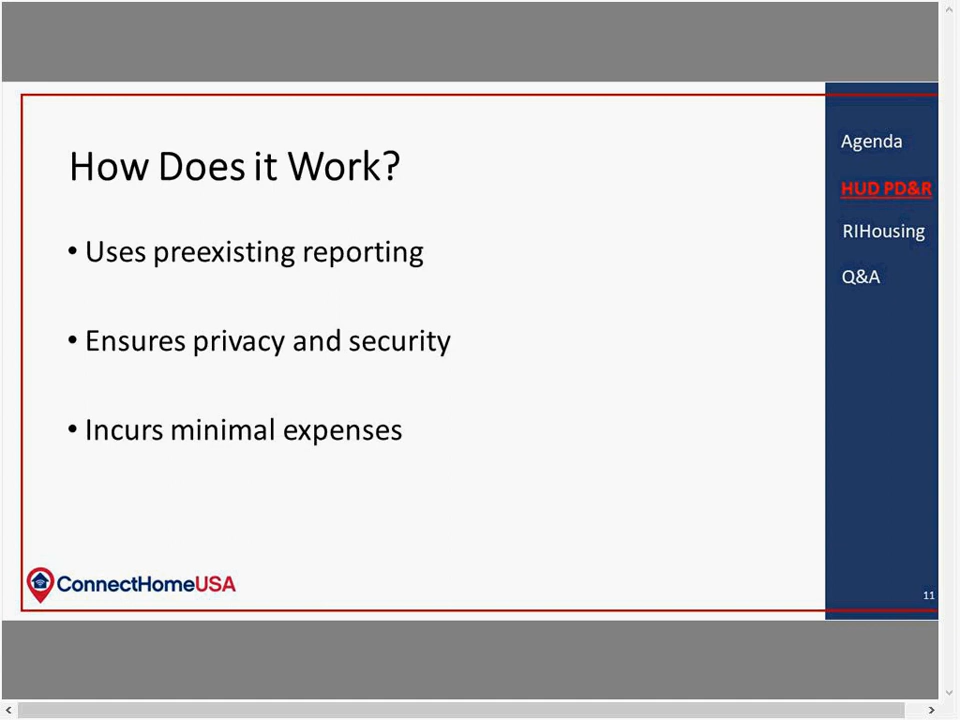 How Does it Work?
• Uses preexisting reporting
• Ensures privacy and security
• Incurs minimal expenses
ConnectHomeUSA
Agenda
HUD PD&R
RIHousing
Q&A
11